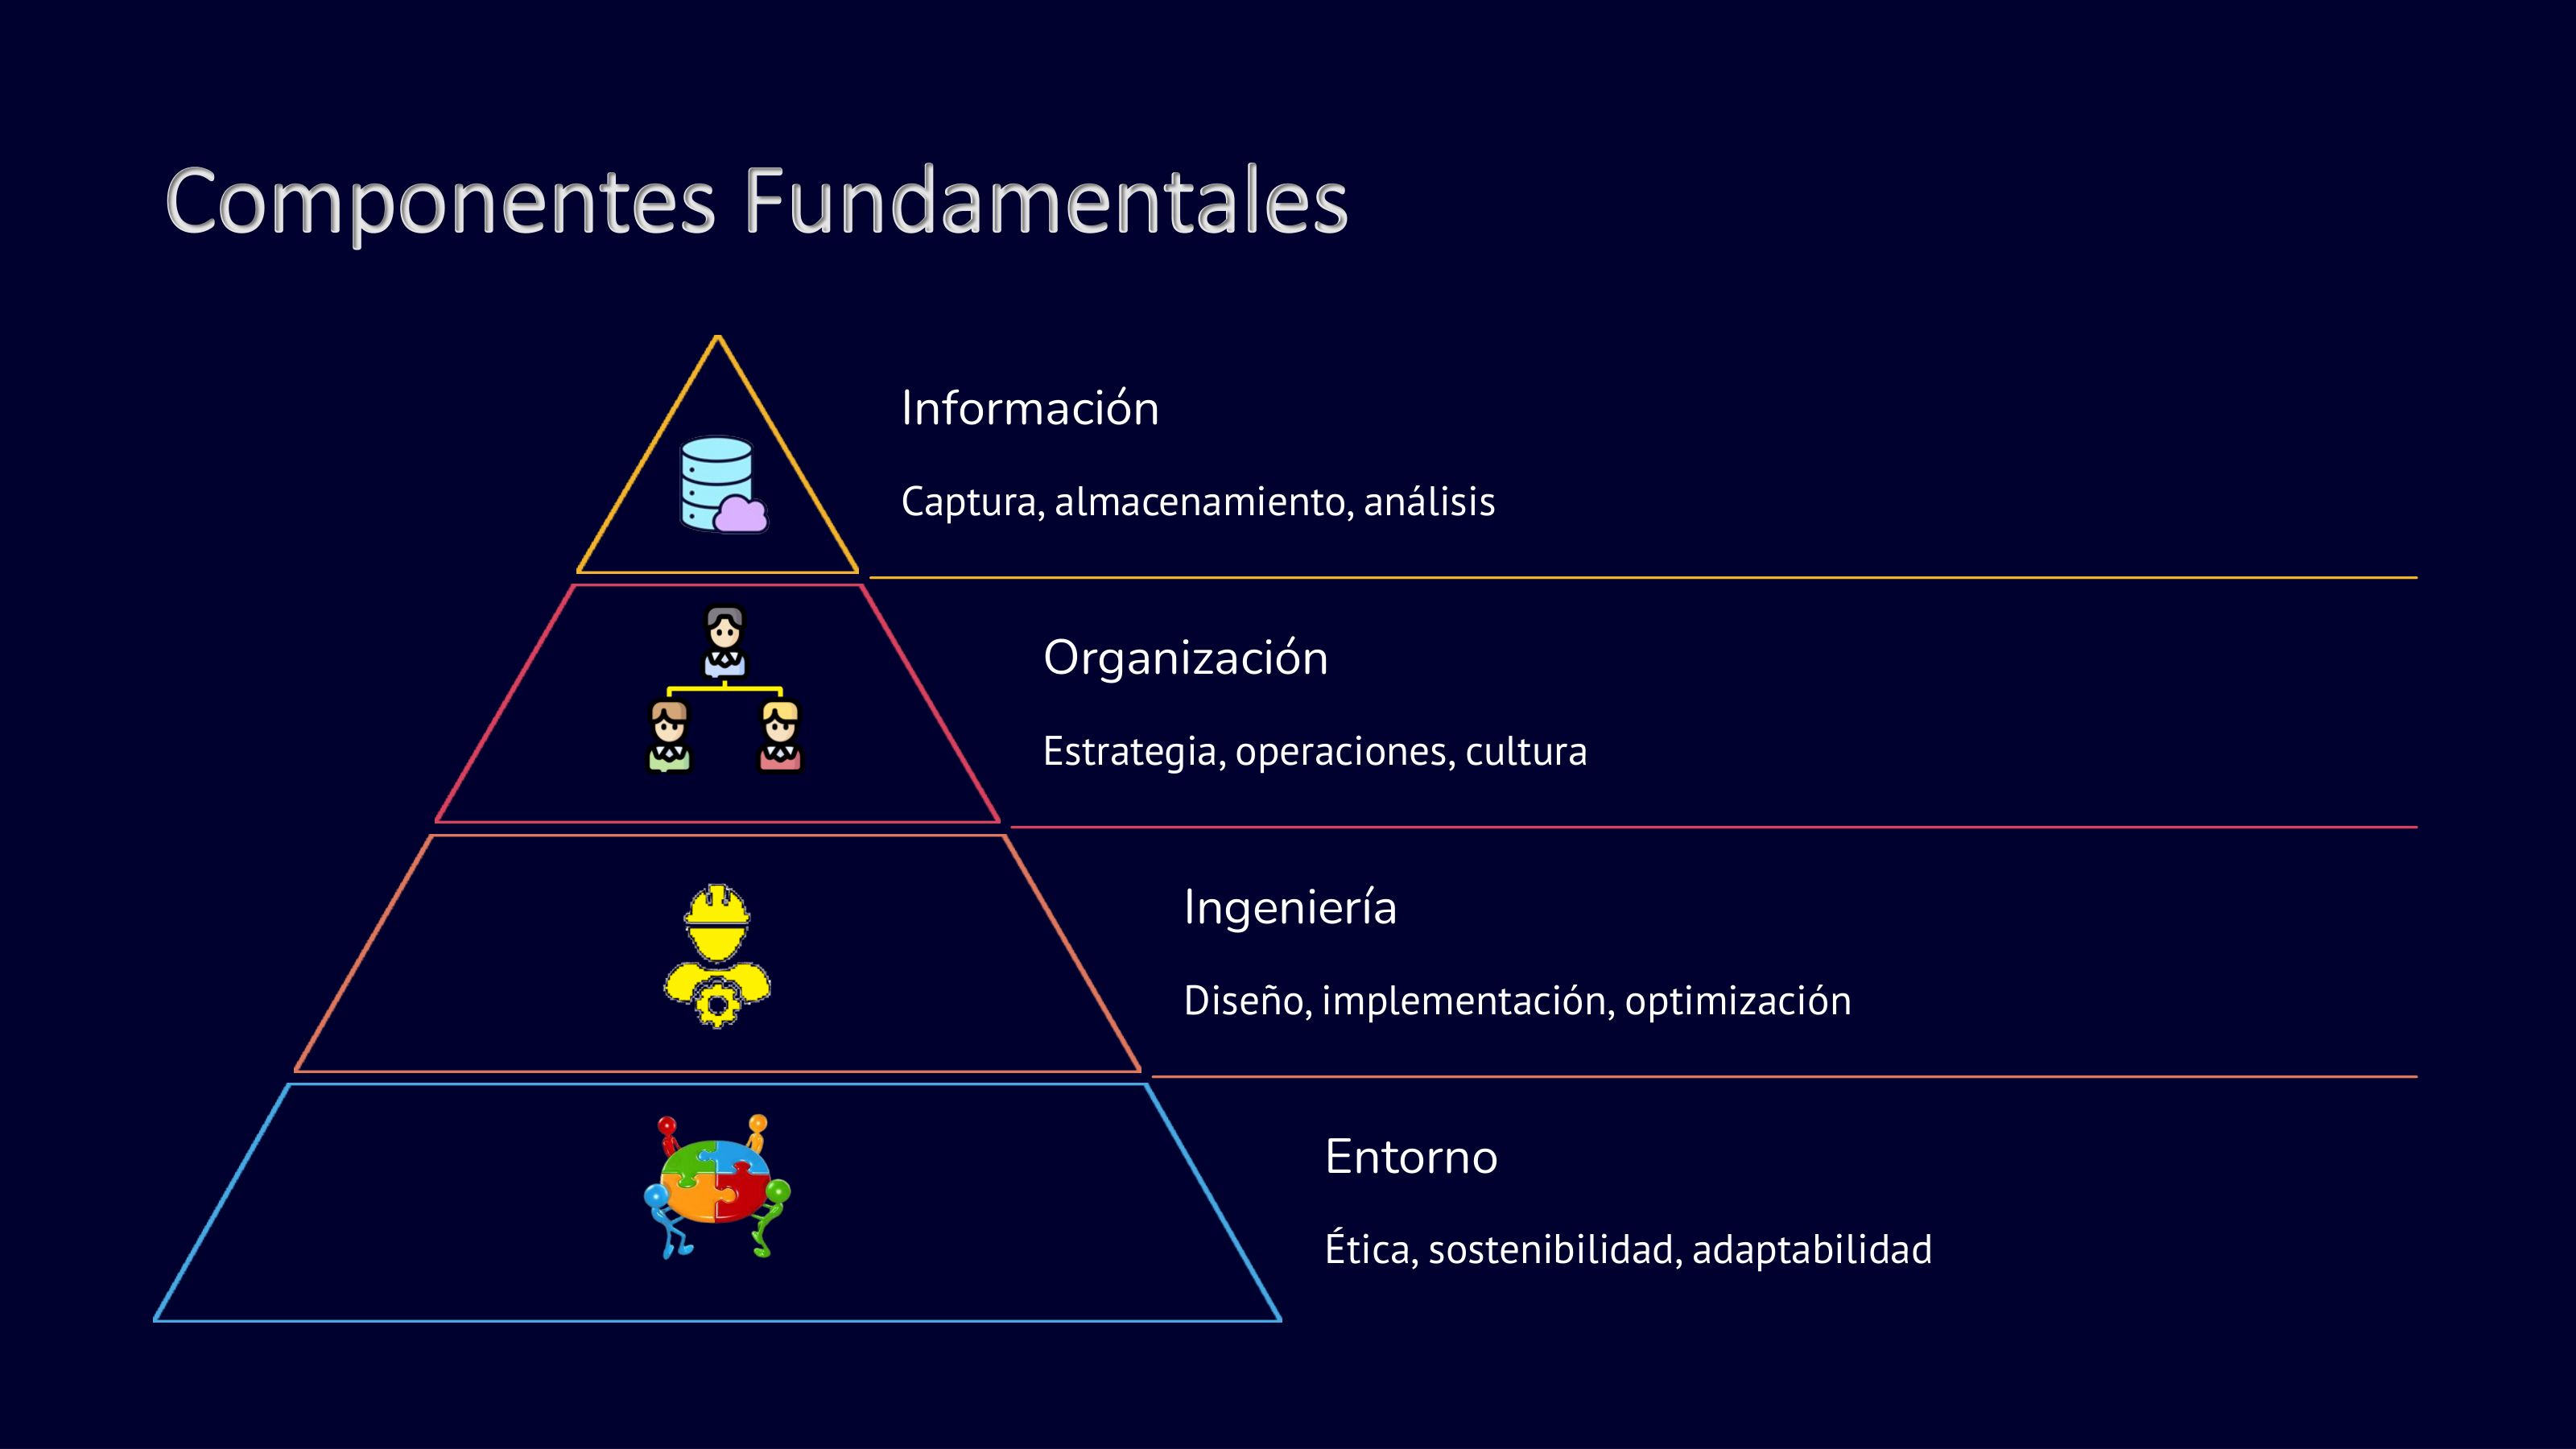 Componentes Fundamentales
Información
Captura, almacenamiento, análisis
Organización
Estrategia, operaciones, cultura
Ingeniería
Diseño, implementación, optimización
Entorno
Ética, sostenibilidad, adaptabilidad